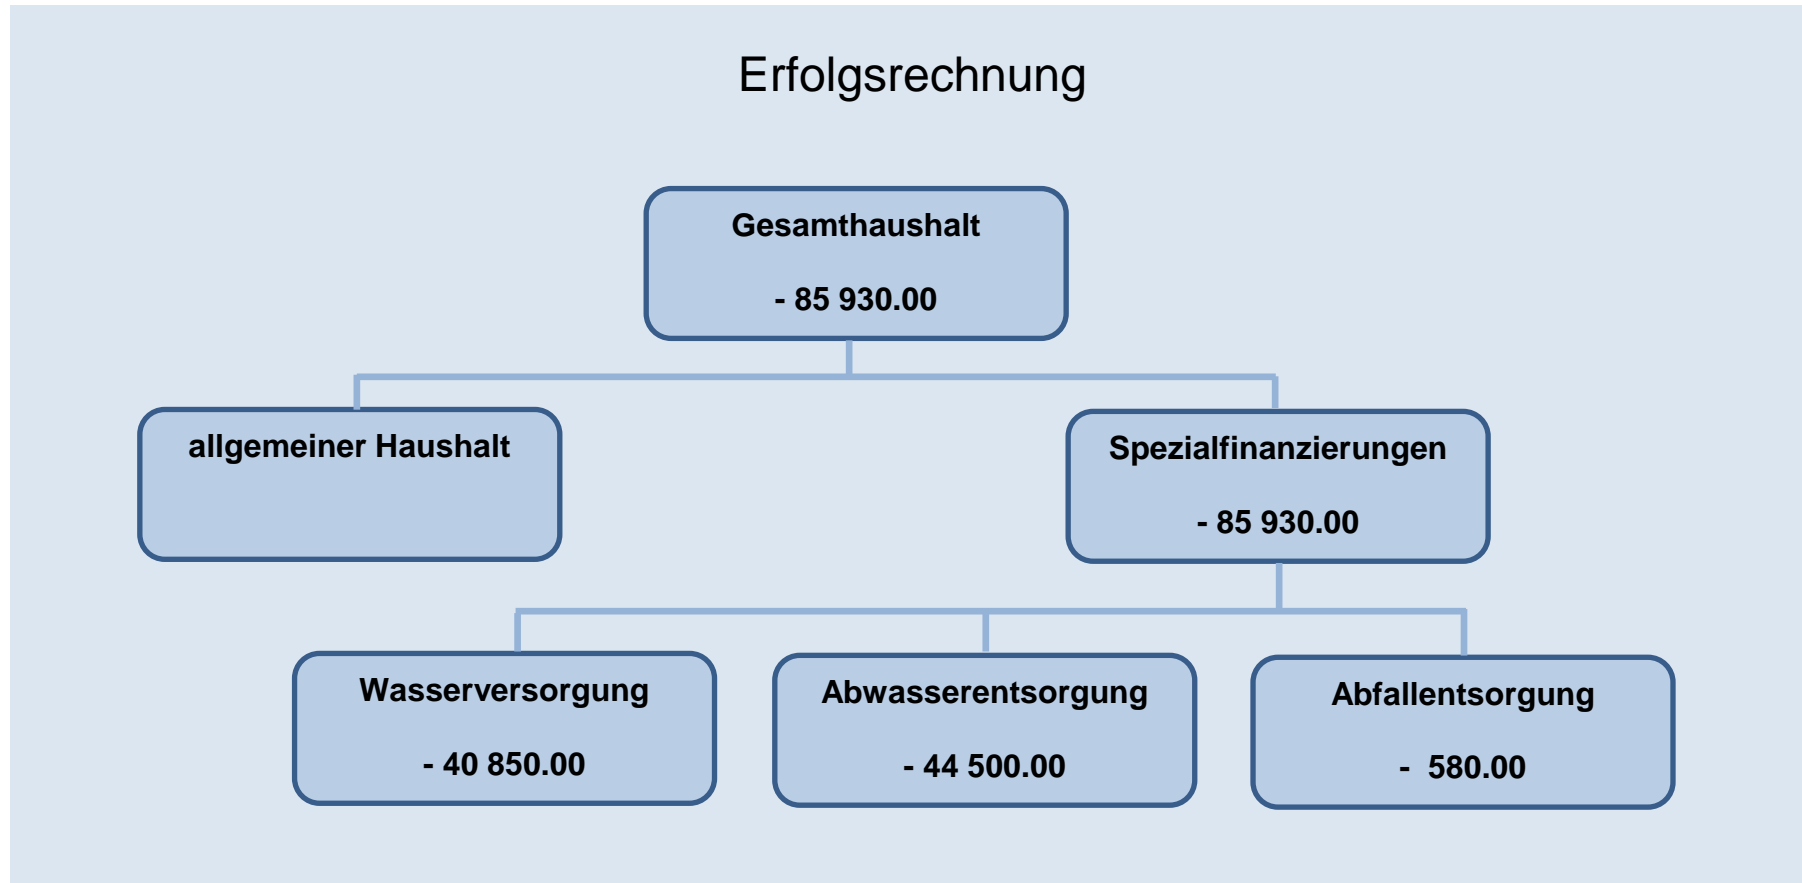 Erfolgsrechnung
Gesamthaushalt
- 85 930.00
allgemeiner Haushalt
Spezialfinanzierungen
- 85 930.00
Wasserversorgung
- 40 850.00
Abwasserentsorgung
- 44 500.00
Abfallentsorgung
-  580.00